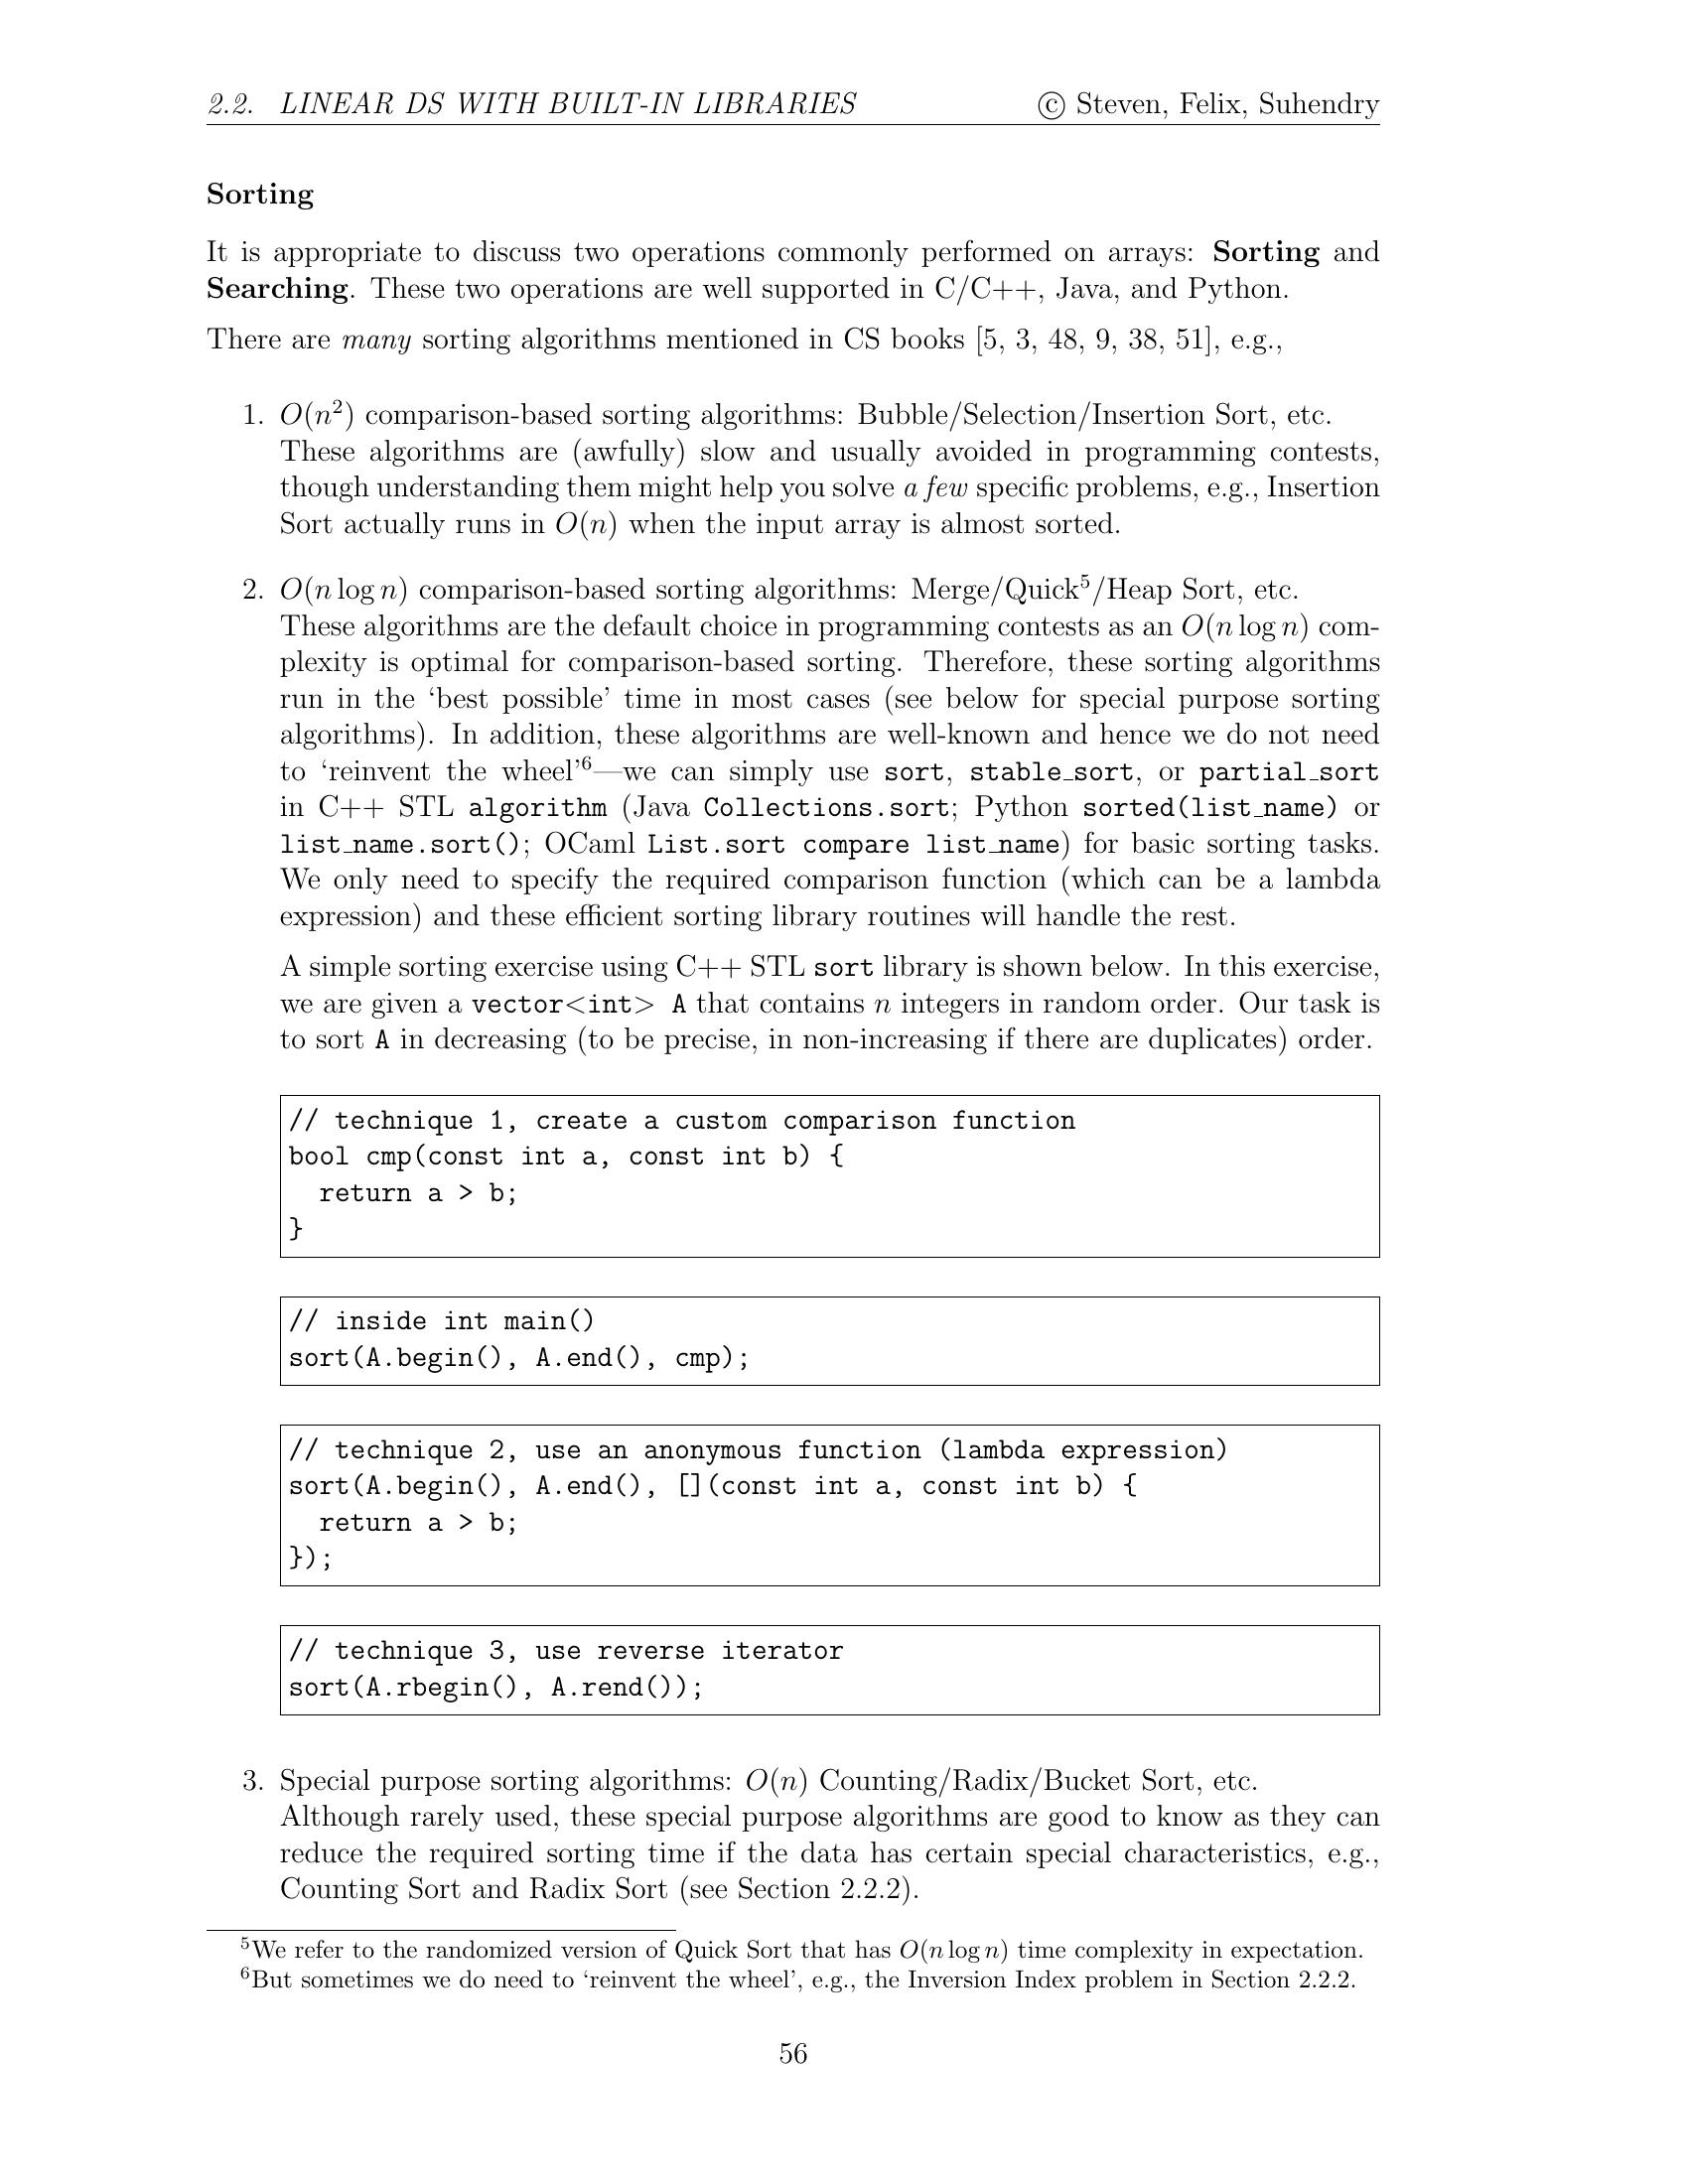 2.2. LINEAR DS WITH BUILT-IN LIBRARIES © Steven, Felix, Suhendry
Sorting
It is appropriate to discuss two operations commonly performed on arrays: Sorting and
Searching. These two operations are well supported in C/C++, Java, and Python.
There are many sorting algorithms mentioned in CS books [5, 3, 48, 9, 38, 51], e.g.,
1. O(n²) comparison-based sorting algorithms: Bubble/Selection/Insertion Sort, etc.
These algorithms are (awfully) slow and usually avoided in programming contests,
though understanding them might help you solve a few specific problems, e.g., Insertion
Sort actually runs in O(n) when the input array is almost sorted.
2. O(n log n) comparison-based sorting algorithms: Merge/Quick⁵/Heap Sort, etc.
These algorithms are the default choice in programming contests as an O(n log n) com-
plexity is optimal for comparison-based sorting. Therefore, these sorting algorithms
run in the ‘best possible’ time in most cases (see below for special purpose sorting
algorithms). In addition, these algorithms are well-known and hence we do not need
to ‘reinvent the wheel’⁶—we can simply use sort, stable_sort, or partial_sort
in C++ STL algorithm (Java Collections.sort; Python sorted(list_name) or
list_name.sort(); OCaml List.sort compare list_name) for basic sorting tasks.
We only need to specify the required comparison function (which can be a lambda
expression) and these efficient sorting library routines will handle the rest.
A simple sorting exercise using C++ STL sort library is shown below. In this exercise,
we are given a vector<int> A that contains n integers in random order. Our task is
to sort A in decreasing (to be precise, in non-increasing if there are duplicates) order.
// technique 1, create a custom comparison function
bool cmp(const int a, const int b) {
  return a > b;
}
// inside int main()
sort(A.begin(), A.end(), cmp);
// technique 2, use an anonymous function (lambda expression)
sort(A.begin(), A.end(), [](const int a, const int b) {
  return a > b;
});
// technique 3, use reverse iterator
sort(A.rbegin(), A.rend());
3. Special purpose sorting algorithms: O(n) Counting/Radix/Bucket Sort, etc.
Although rarely used, these special purpose algorithms are good to know as they can
reduce the required sorting time if the data has certain special characteristics, e.g.,
Counting Sort and Radix Sort (see Section 2.2.2).
⁵We refer to the randomized version of Quick Sort that has O(n log n) time complexity in expectation.
⁶But sometimes we do need to ‘reinvent the wheel’, e.g., the Inversion Index problem in Section 2.2.2.
56